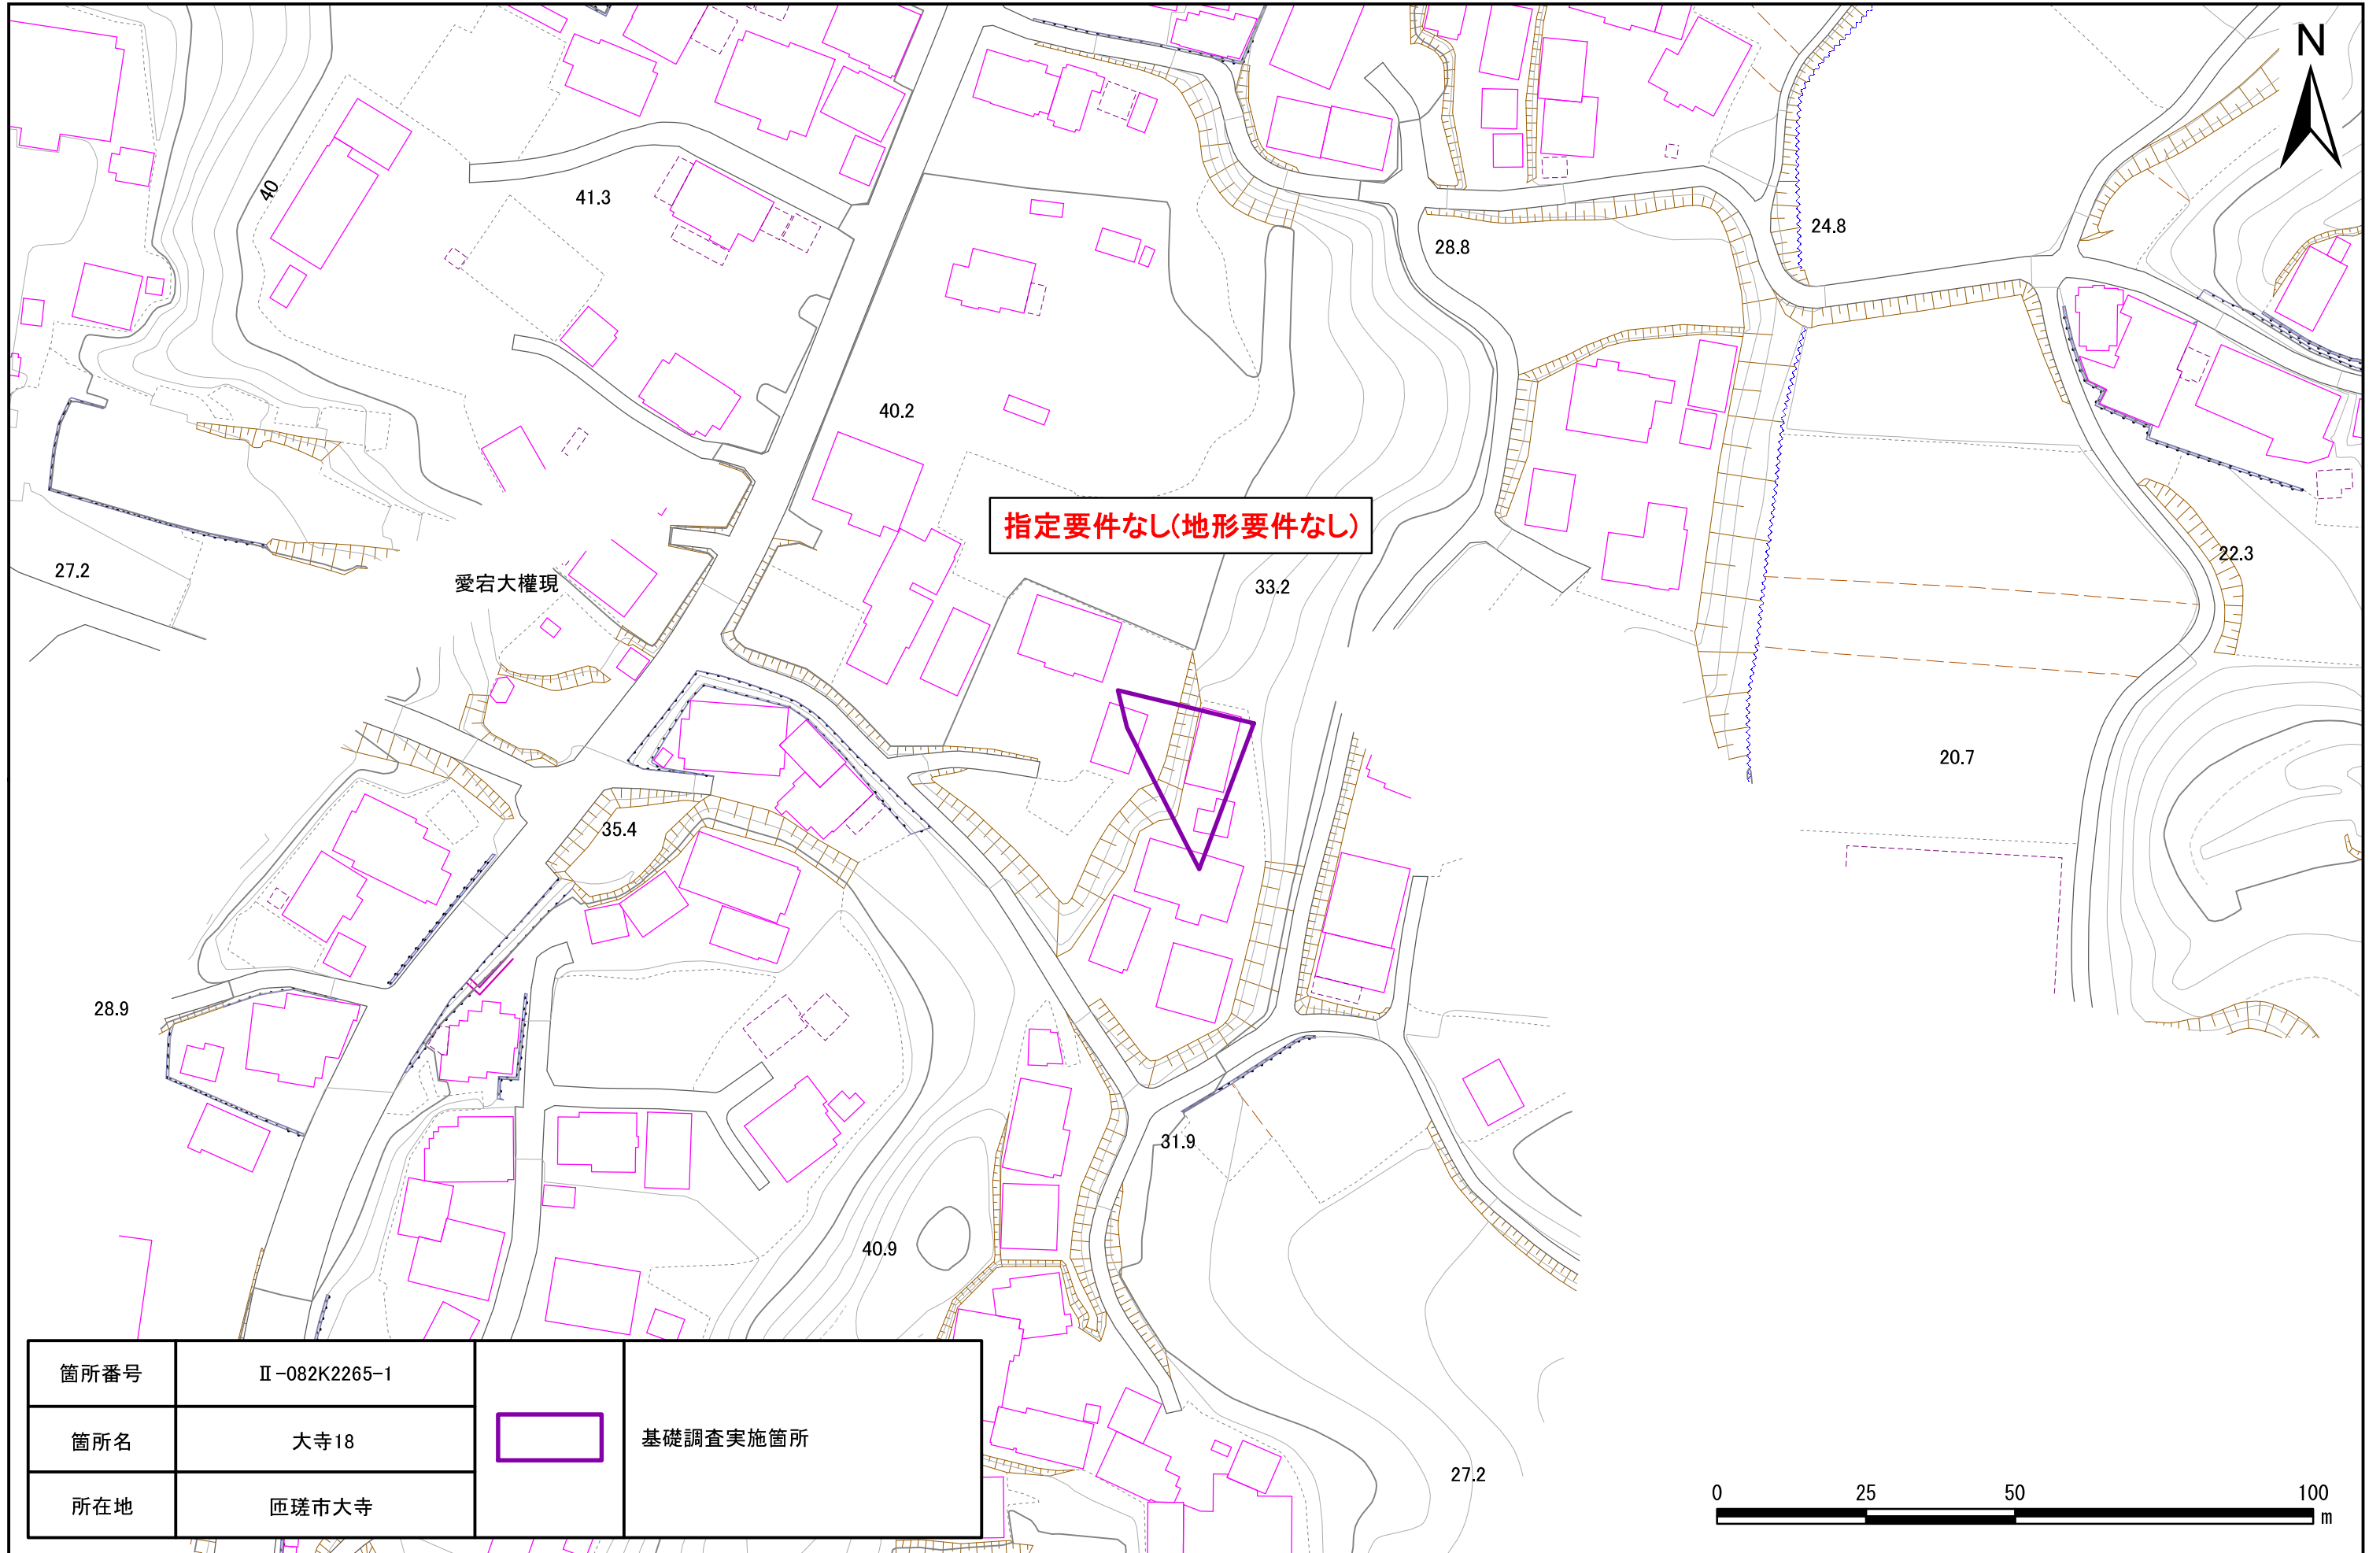 N
40
41.3
28.8
24.8
40.2
指定要件なし(地形要件なし)
27.2
愛宕大權現
33.2
22.3
20.7
35.4
28.9
31.9
40.9
27.2
箇所番号 Ⅱ-082K2265-1
箇所名 大寺18
所在地 匝瑳市大寺
基礎調査実施箇所
0 25 50 100
m